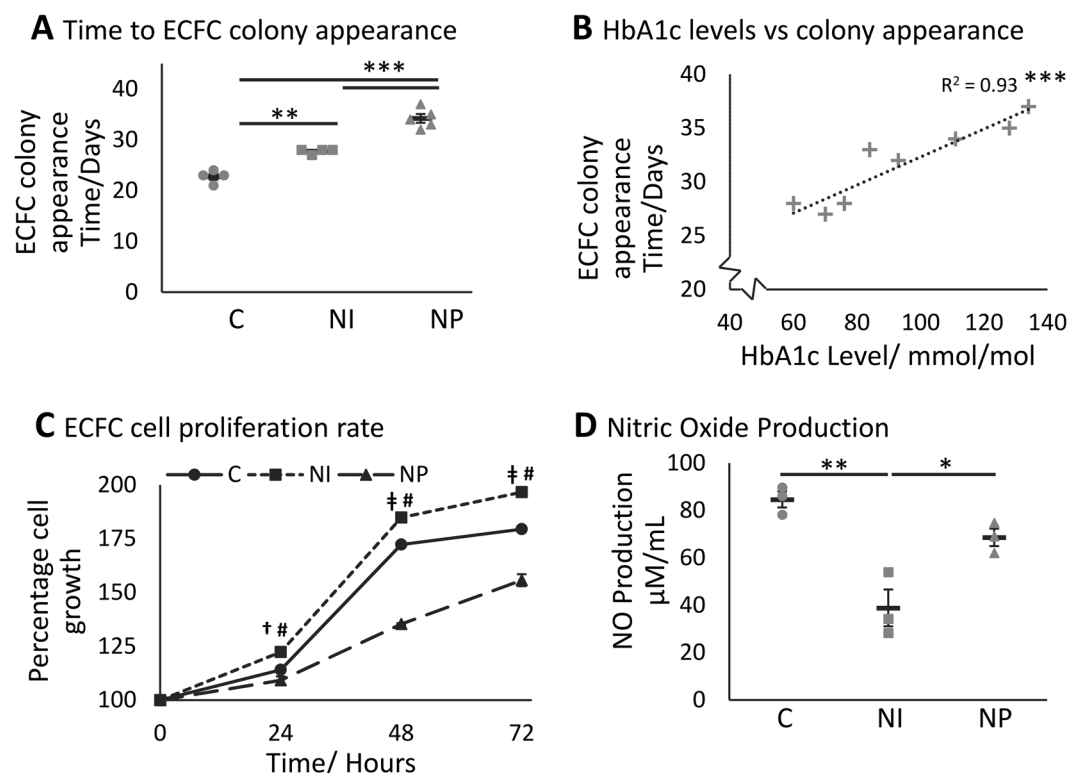 A Time to ECFC colony appearance
ECFC colony
appearance
Time/Days
40
30
20
10
0
***
**
C NI NP
B HbA1c levels vs colony appearance
ECFC colony
appearance
Time/Days
40
35
30
25
20
R² = 0.93 ***
40 60 80 100 120 140
HbA1c Level/ mmol/mol
C ECFC cell proliferation rate
C NI NP
Percentage cell
growth
200
175
150
125
100
† #
ǂ #
ǂ #
0 24 48 72
Time/ Hours
D Nitric Oxide Production
NO Production
µM/mL
100
80
60
40
20
0
** *
C NI NP